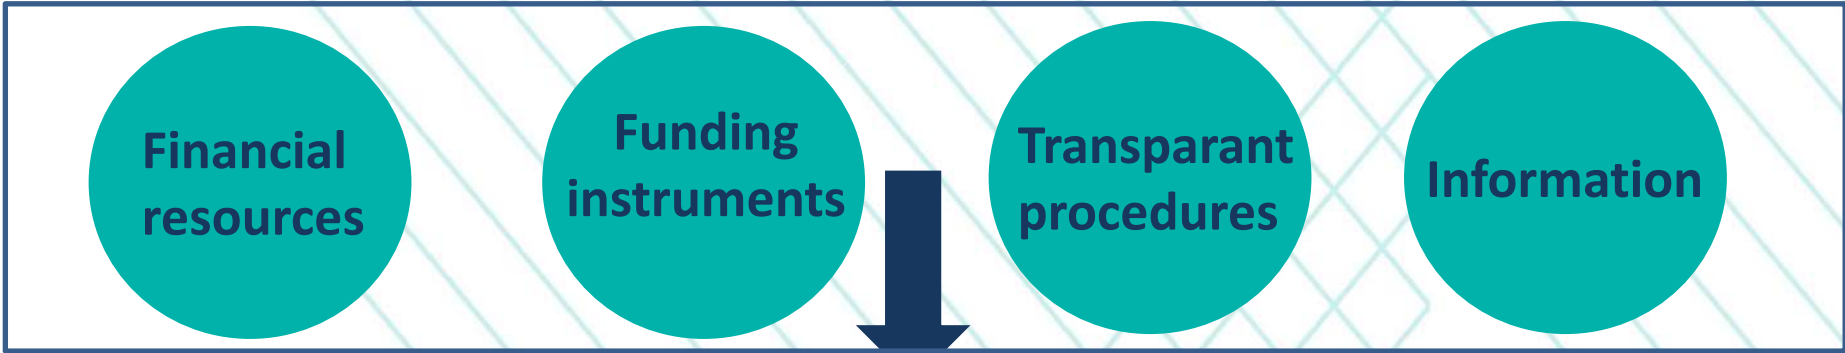 Financial
resources
Funding
instruments
Transparant
procedures
Information